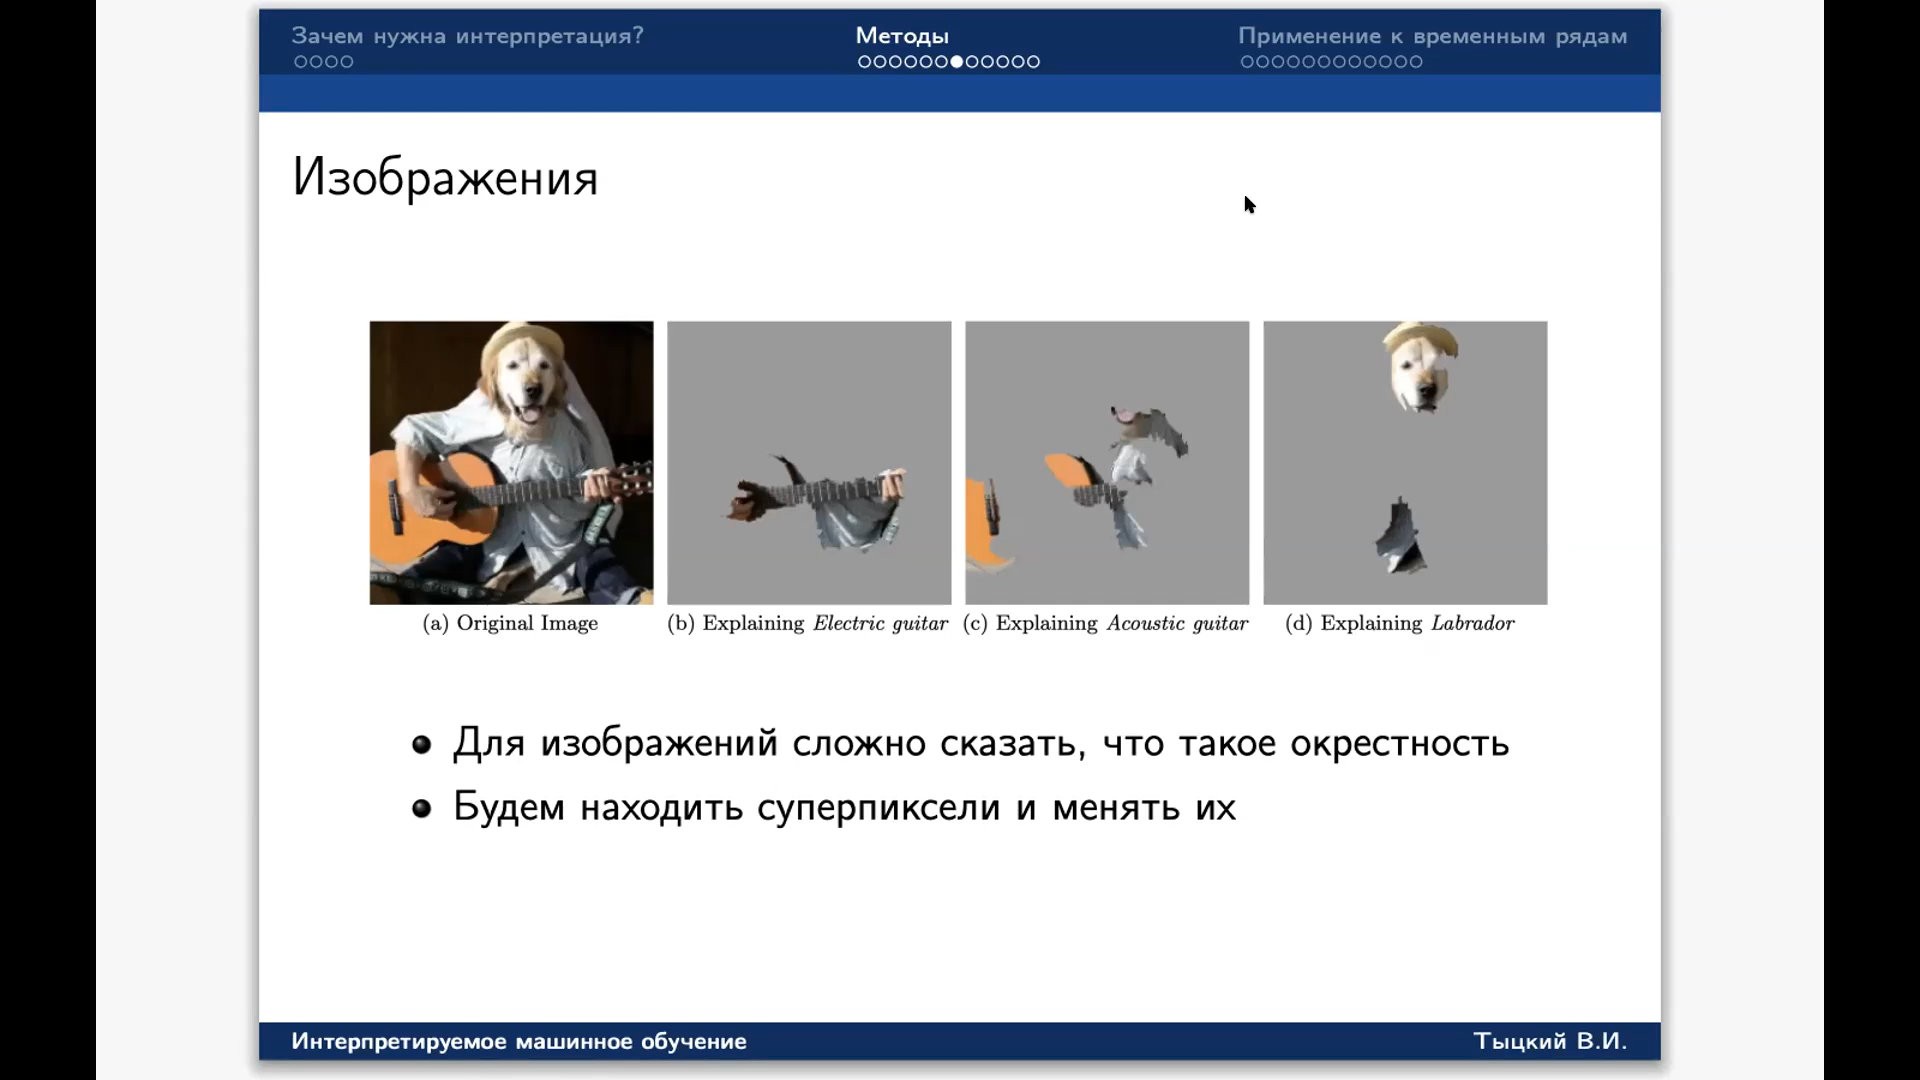 Зачем нужна интерпретация?
Методы
Применение к временным рядам
Изображения
(a) Original Image
(b) Explaining Electric guitar
(c) Explaining Acoustic guitar
(d) Explaining Labrador
Для изображений сложно сказать, что такое окрестность
Будем находить суперпиксели и менять их
Интерпретируемое машинное обучение
Тыцкий В.И.